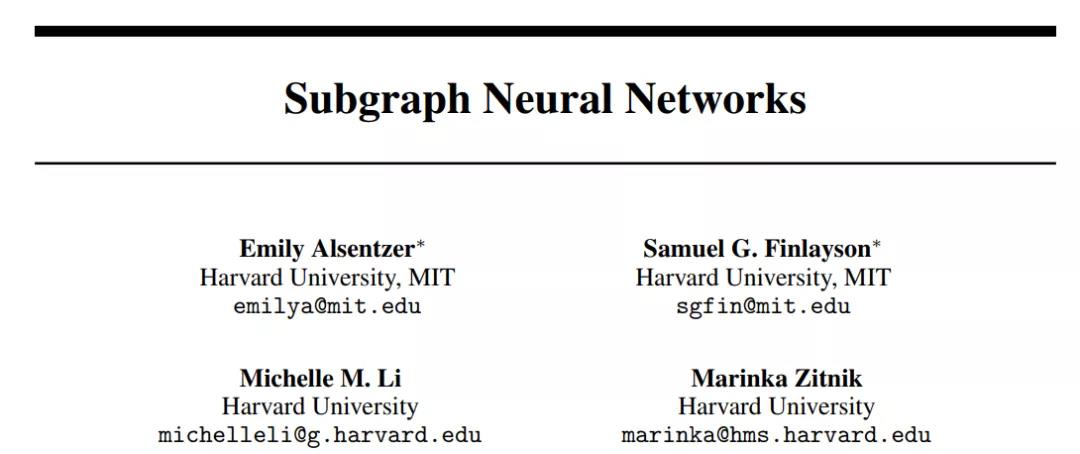 Subgraph Neural Networks
Emily Alsentzer*
Harvard University, MIT
emilya@mit.edu
Samuel G. Finlayson*
Harvard University, MIT
sgfin@mit.edu
Michelle M. Li
Harvard University
michelleli@g.harvard.edu
Marinka Zitnik
Harvard University
marinka@hms.harvard.edu